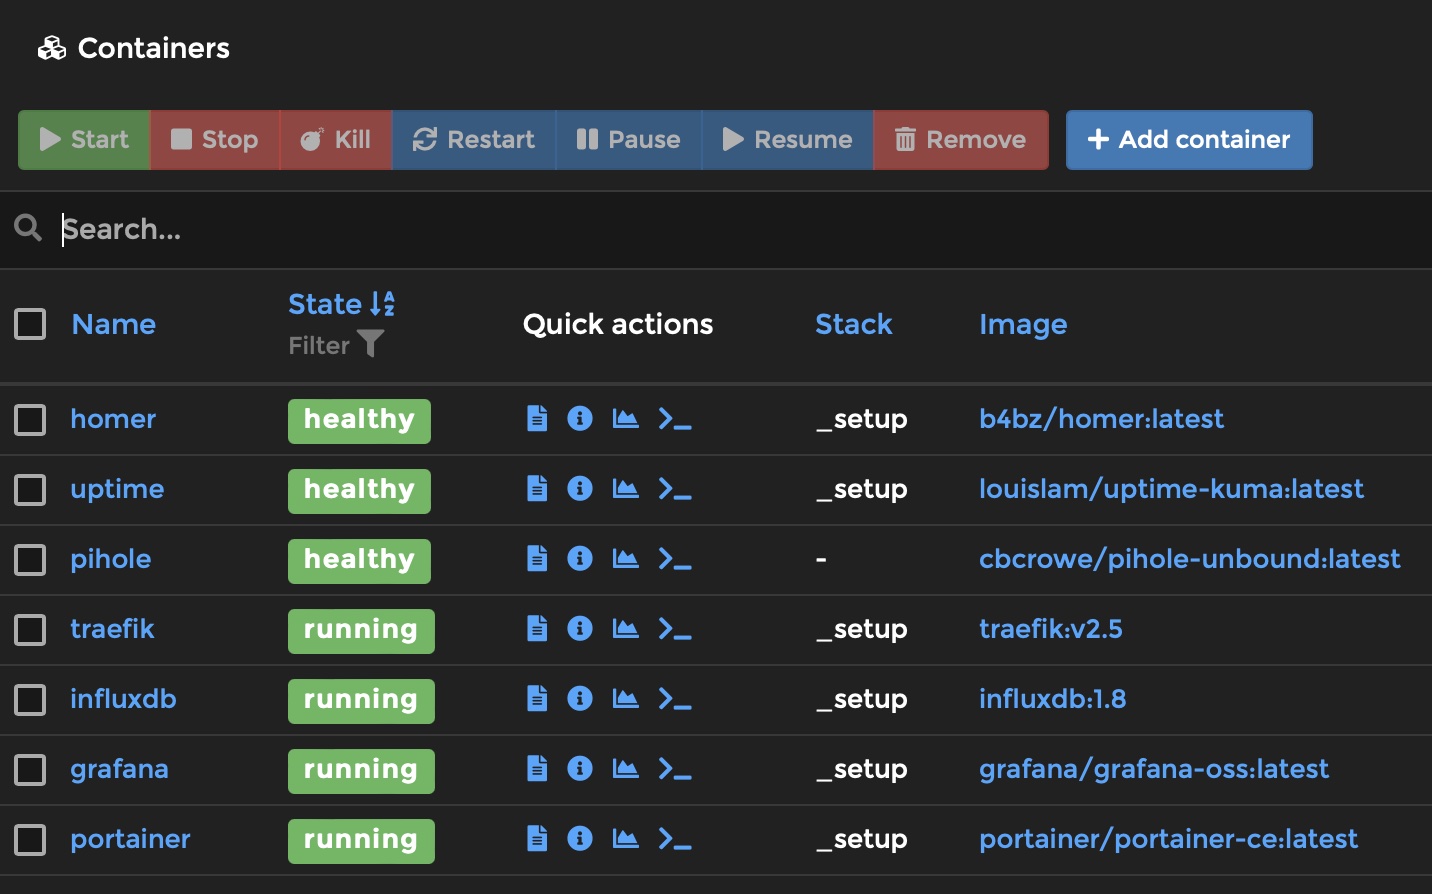 Containers
Start Stop Kill Restart Pause Resume Remove Add container
Search...
Name State Filter Quick actions Stack Image
homer healthy _setup b4bz/homer:latest
uptime healthy _setup louislam/uptime-kuma:latest
pihole healthy - cbcrowe/pihole-unbound:latest
traefik running _setup traefik:v2.5
influxdb running _setup influxdb:1.8
grafana running _setup grafana/grafana-oss:latest
portainer running _setup portainer/portainer-ce:latest